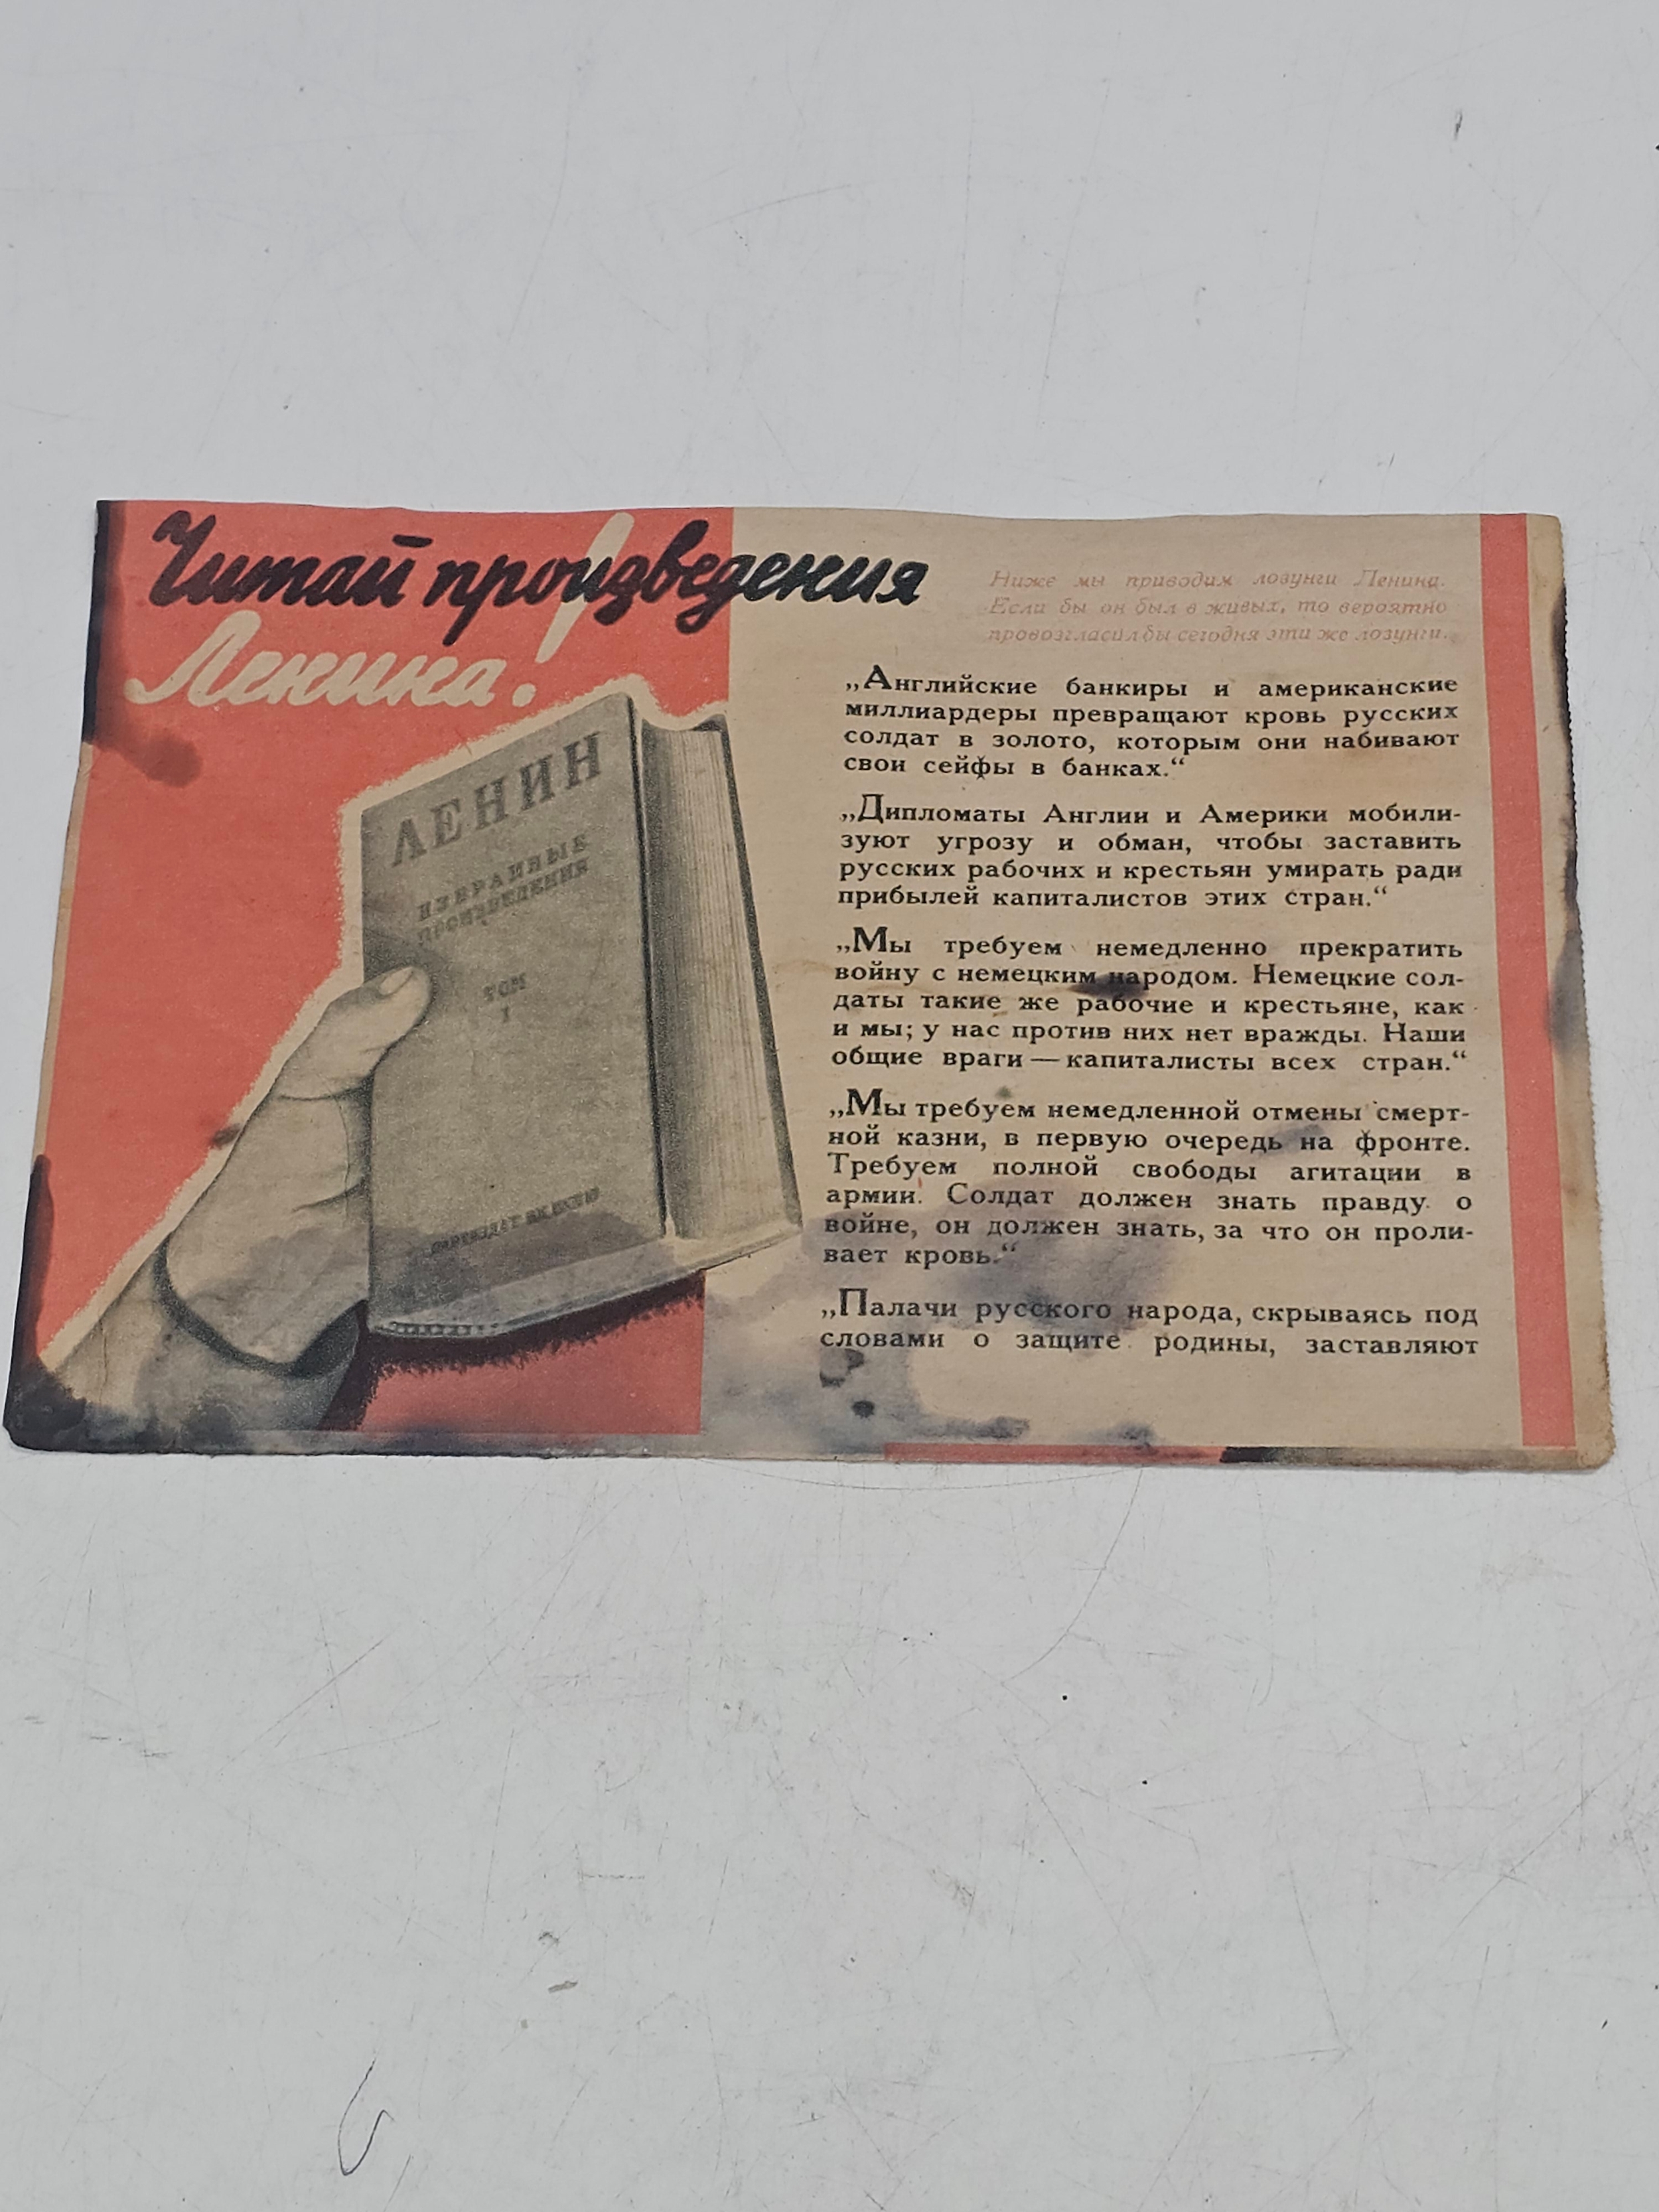 Читай произведения
Ленина!
ЛЕНИН
ИЗБРАННЫЕ
ПРОИЗВЕДЕНИЯ
ТОМ
I
ПАРТИЗДАТ ЦК ВКП(б)
Ниже мы приводим лозунги Ленина.
Если бы он был в живых, то вероятно
провозгласил бы сегодня эти же лозунги.
„Английские банкиры и американские
миллиардеры превращают кровь русских
солдат в золото, которым они набивают
свои сейфы в банках.“
„Дипломаты Англии и Америки мобили-
зуют угрозу и обман, чтобы заставить
русских рабочих и крестьян умирать ради
прибылей капиталистов этих стран.“
„Мы требуем немедленно прекратить
войну с немецким народом. Немецкие сол-
даты такие же рабочие и крестьяне, как
и мы; у нас против них нет вражды. Наши
общие враги — капиталисты всех стран.“
„Мы требуем немедленной отмены смерт-
ной казни, в первую очередь на фронте.
Требуем полной свободы агитации в
армии. Солдат должен знать правду о
войне, он должен знать, за что он проли-
вает кровь.“
„Палачи русского народа, скрываясь под
словами о защите родины, заставляют